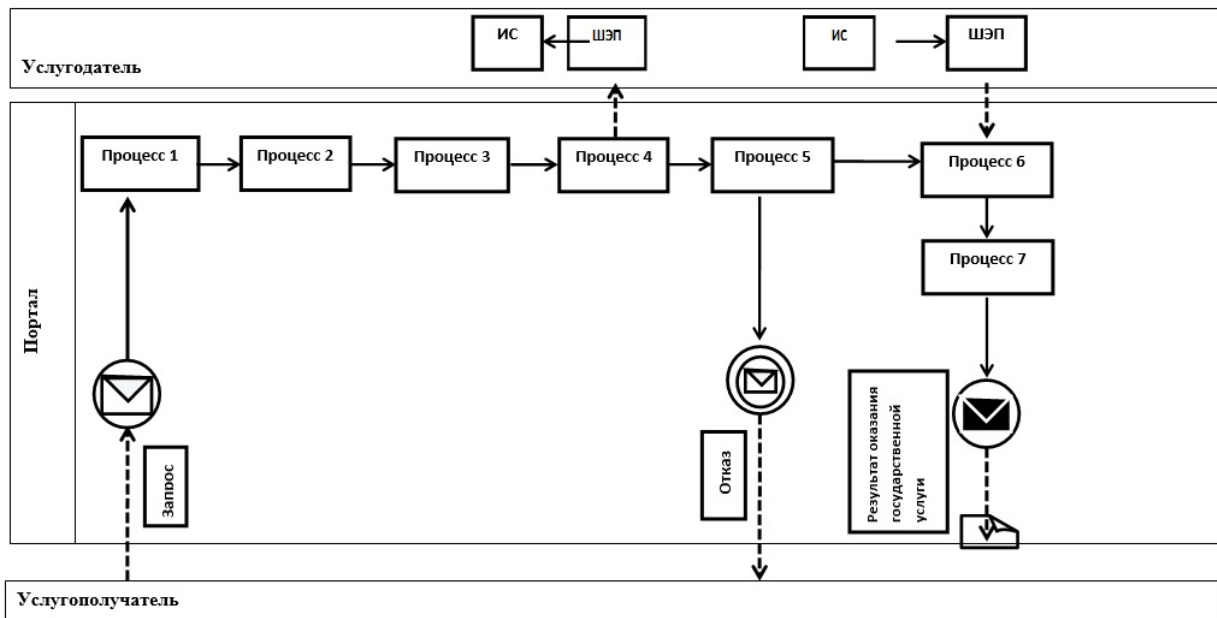 ИС
ШЭП
ИС
ШЭП
Услугодатель
Процесс 1
Процесс 2
Процесс 3
Процесс 4
Процесс 5
Процесс 6
Процесс 7
Портал
Запрос
Отказ
Результат оказания
государственной
услуги
Услугополучатель